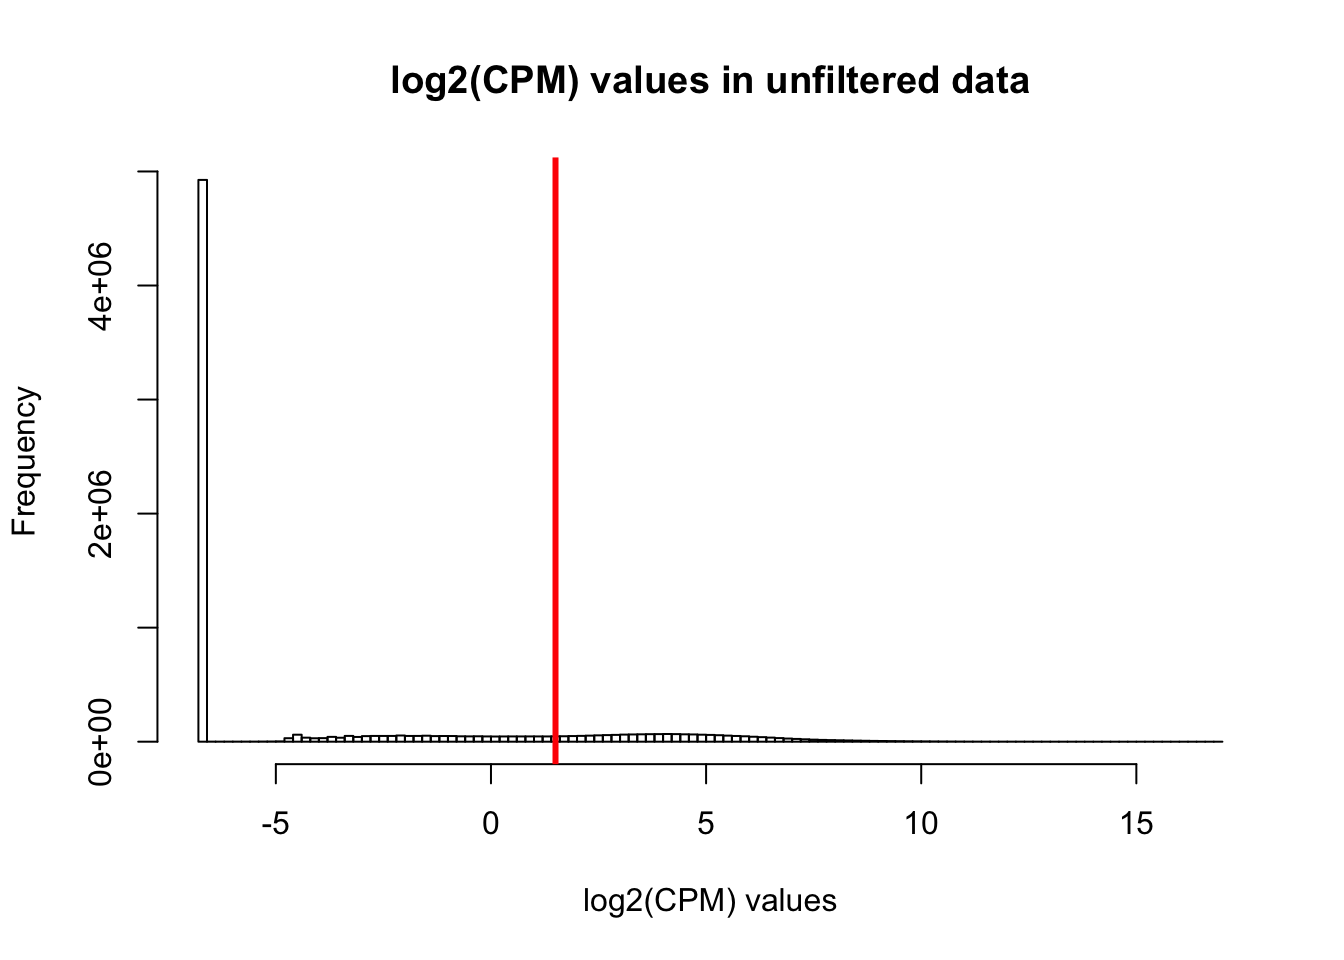 log2(CPM) values in unfiltered data
Frequency
4e+06
2e+06
0e+00
-5 0 5 10 15
log2(CPM) values